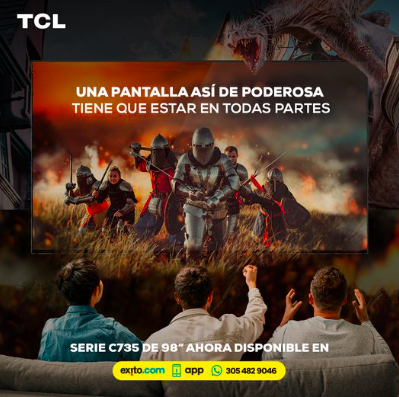 TCL
UNA PANTALLA ASÍ DE PODEROSA
TIENE QUE ESTAR EN TODAS PARTES
SERIE C735 DE 98" AHORA DISPONIBLE EN
exito.com app 305 482 9046